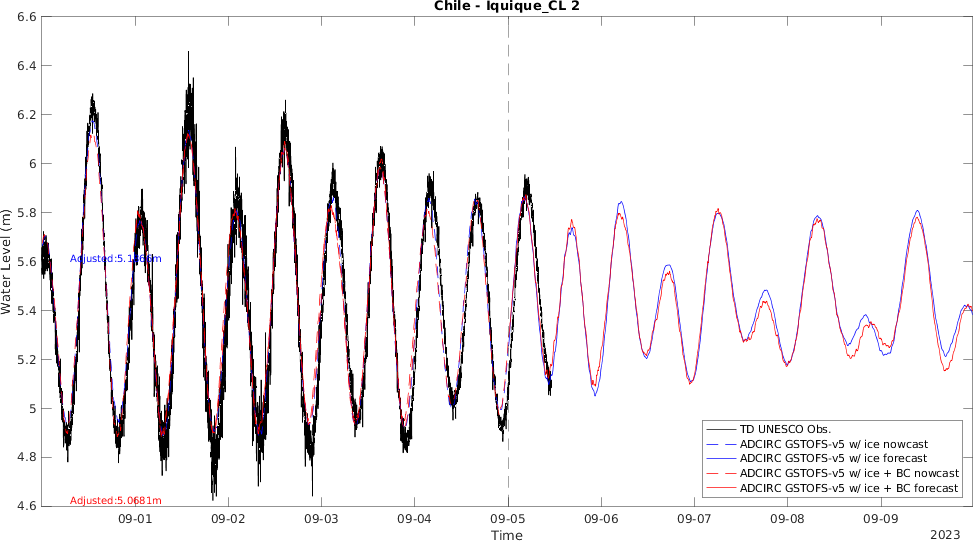 Chile - Iquique_CL 2
6.6
6.4
6.2
6
5.8
5.6
5.4
5.2
5
4.8
4.6
Water Level (m)
Adjusted:5.1366m
Adjusted:5.0681m
TD UNESCO Obs.
ADCIRC GSTOFS-v5 w/ ice nowcast
ADCIRC GSTOFS-v5 w/ ice forecast
ADCIRC GSTOFS-v5 w/ ice + BC nowcast
ADCIRC GSTOFS-v5 w/ ice + BC forecast
09-01 09-02 09-03 09-04 09-05 09-06 09-07 09-08 09-09
Time
2023